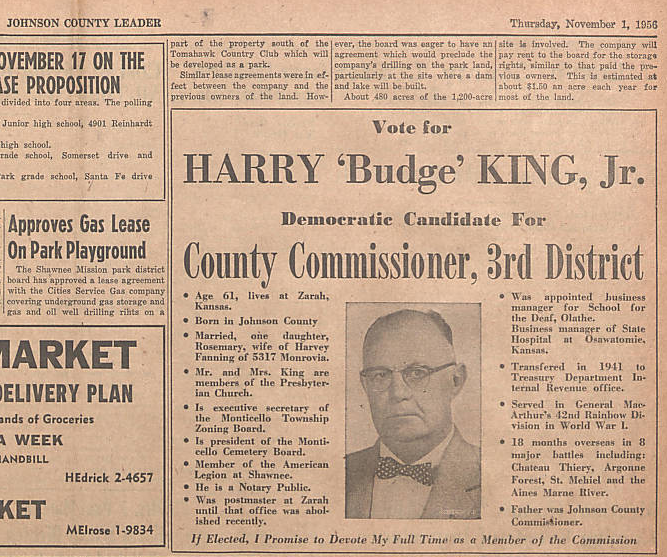 JOHNSON COUNTY LEADER
Thursday, November 1, 1956
OVEMBER 17 ON THE
ASE PROPOSITION
divided into four areas. The polling
Junior high school, 4901 Reinhardt
high school.
rade school, Somerset drive and
ark grade school, Santa Fe drive
Approves Gas Lease
On Park Playground
The Shawnee Mission park district
board has approved a lease agreement
with the Cities Service Gas company
covering underground gas storage and
gas and oil well drilling rihts on a
part of the property south of the
Tomahawk Country Club which will
be developed as a park.
Similar lease agreements were in ef-
fect between the company and the
previous owners of the land. How-
ever, the board was eager to have an
agreement which would preclude the
company's drilling on the park land,
particularly at the site where a dam
and lake will be built.
About 480 acres of the 1,200-acre
site is involved. The company will
pay rent to the board for the storage
rights, similar to that paid the pre-
vious owners. This is estimated at
about $1.50 an acre each year for
most of the land.
MARKET
DELIVERY PLAN
ands of Groceries
A WEEK
HANDBILL
HEdrick 2-4657
KET
MElrose 1-9834
Vote for
HARRY 'Budge' KING, Jr.
Democratic Candidate For
County Commissioner, 3rd District
• Age 61, lives at Zarah,
Kansas.
• Born in Johnson County
• Married, one daughter,
Rosemary, wife of Harvey
Fanning of 5317 Monrovia.
• Mr. and Mrs. King are
members of the Presbyter-
ian Church.
• Is executive secretary of
the Monticello Township
Zoning Board.
• Is president of the Monti-
cello Cemetery Board.
• Member of the American
Legion at Shawnee.
• He is a Notary Public.
• Was postmaster at Zarah
until that office was abol-
ished recently.
• Was appointed business
manager for School for
the Deaf, Olathe.
Business manager of State
Hospital at Osawatomie,
Kansas.
• Transferred in 1941 to
Treasury Department In-
ternal Revenue office.
• Served in General Mac-
Arthur's 42nd Rainbow Di-
vision in World War I.
• 18 months overseas in 8
major battles including:
Chateau Thiery, Argonne
Forest, St. Mehiel and the
Aines Marne River.
• Father was Johnson County
Commissioner.
If Elected, I Promise to Devote My Full Time as a Member of the Commission